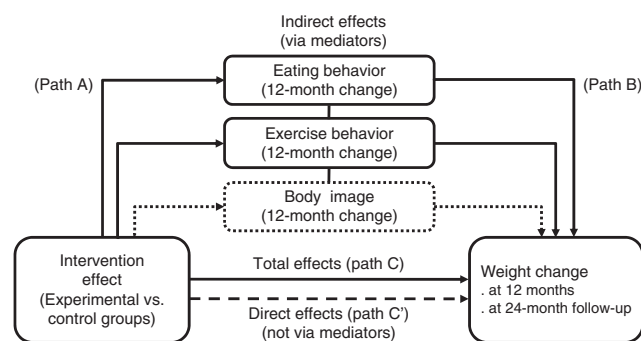 Indirect effects
(via mediators)
(Path A)
Eating behavior
(12-month change)
(Path B)
Exercise behavior
(12-month change)
Body image
(12-month change)
Intervention
effect
(Experimental vs.
control groups)
Total effects (path C)
Direct effects (path C')
(not via mediators)
Weight change
. at 12 months
. at 24-month follow-up